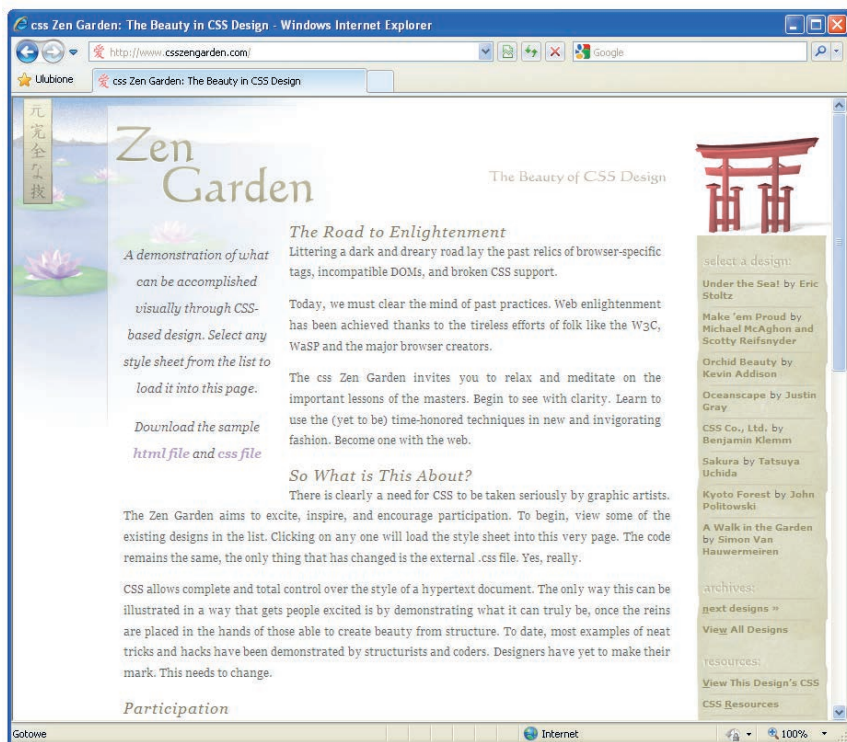 css Zen Garden: The Beauty in CSS Design - Windows Internet Explorer
http://www.csszengarden.com/
Google
Ulubione
css Zen Garden: The Beauty in CSS Design
元
完
全
な
技
Zen
Garden
The Beauty of CSS Design
A demonstration of what
can be accomplished
visually through CSS-
based design. Select any
style sheet from the list to
load it into this page.
Download the sample
html file and css file
The Road to Enlightenment
Littering a dark and dreary road lay the past relics of browser-specific
tags, incompatible DOMs, and broken CSS support.
Today, we must clear the mind of past practices. Web enlightenment
has been achieved thanks to the tireless efforts of folk like the W3C,
WaSP and the major browser creators.
The css Zen Garden invites you to relax and meditate on the
important lessons of the masters. Begin to see with clarity. Learn to
use the (yet to be) time-honored techniques in new and invigorating
fashion. Become one with the web.
So What is This About?
There is clearly a need for CSS to be taken seriously by graphic artists.
The Zen Garden aims to excite, inspire, and encourage participation. To begin, view some of the
existing designs in the list. Clicking on any one will load the style sheet into this very page. The code
remains the same, the only thing that has changed is the external .css file. Yes, really.
CSS allows complete and total control over the style of a hypertext document. The only way this can be
illustrated in a way that gets people excited is by demonstrating what it can truly be, once the reins
are placed in the hands of those able to create beauty from structure. To date, most examples of neat
tricks and hacks have been demonstrated by structurists and coders. Designers have yet to make their
mark. This needs to change.
Participation
select a design:
Under the Sea! by Eric
Stoltz
Make 'em Proud by
Michael McAghon and
Scotty Reifsnyder
Orchid Beauty by
Kevin Addison
Oceanscape by Justin
Gray
CSS Co., Ltd. by
Benjamin Klemm
Sakura by Tatsuya
Uchida
Kyoto Forest by John
Politowski
A Walk in the Garden
by Simon Van
Hauwermeiren
archives:
next designs »
View All Designs
resources:
View This Design's CSS
CSS Resources
Gotowe
Internet
100%